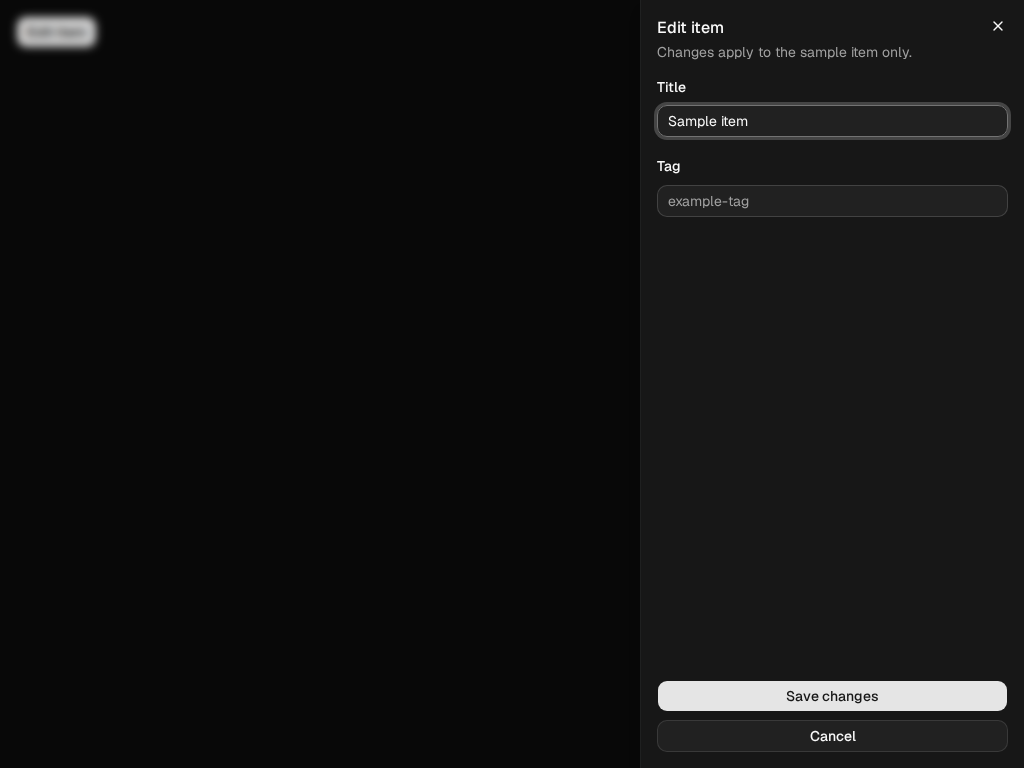 Edit item
Changes apply to the sample item only.
Title
Sample item
Tag
example-tag
Save changes
Cancel